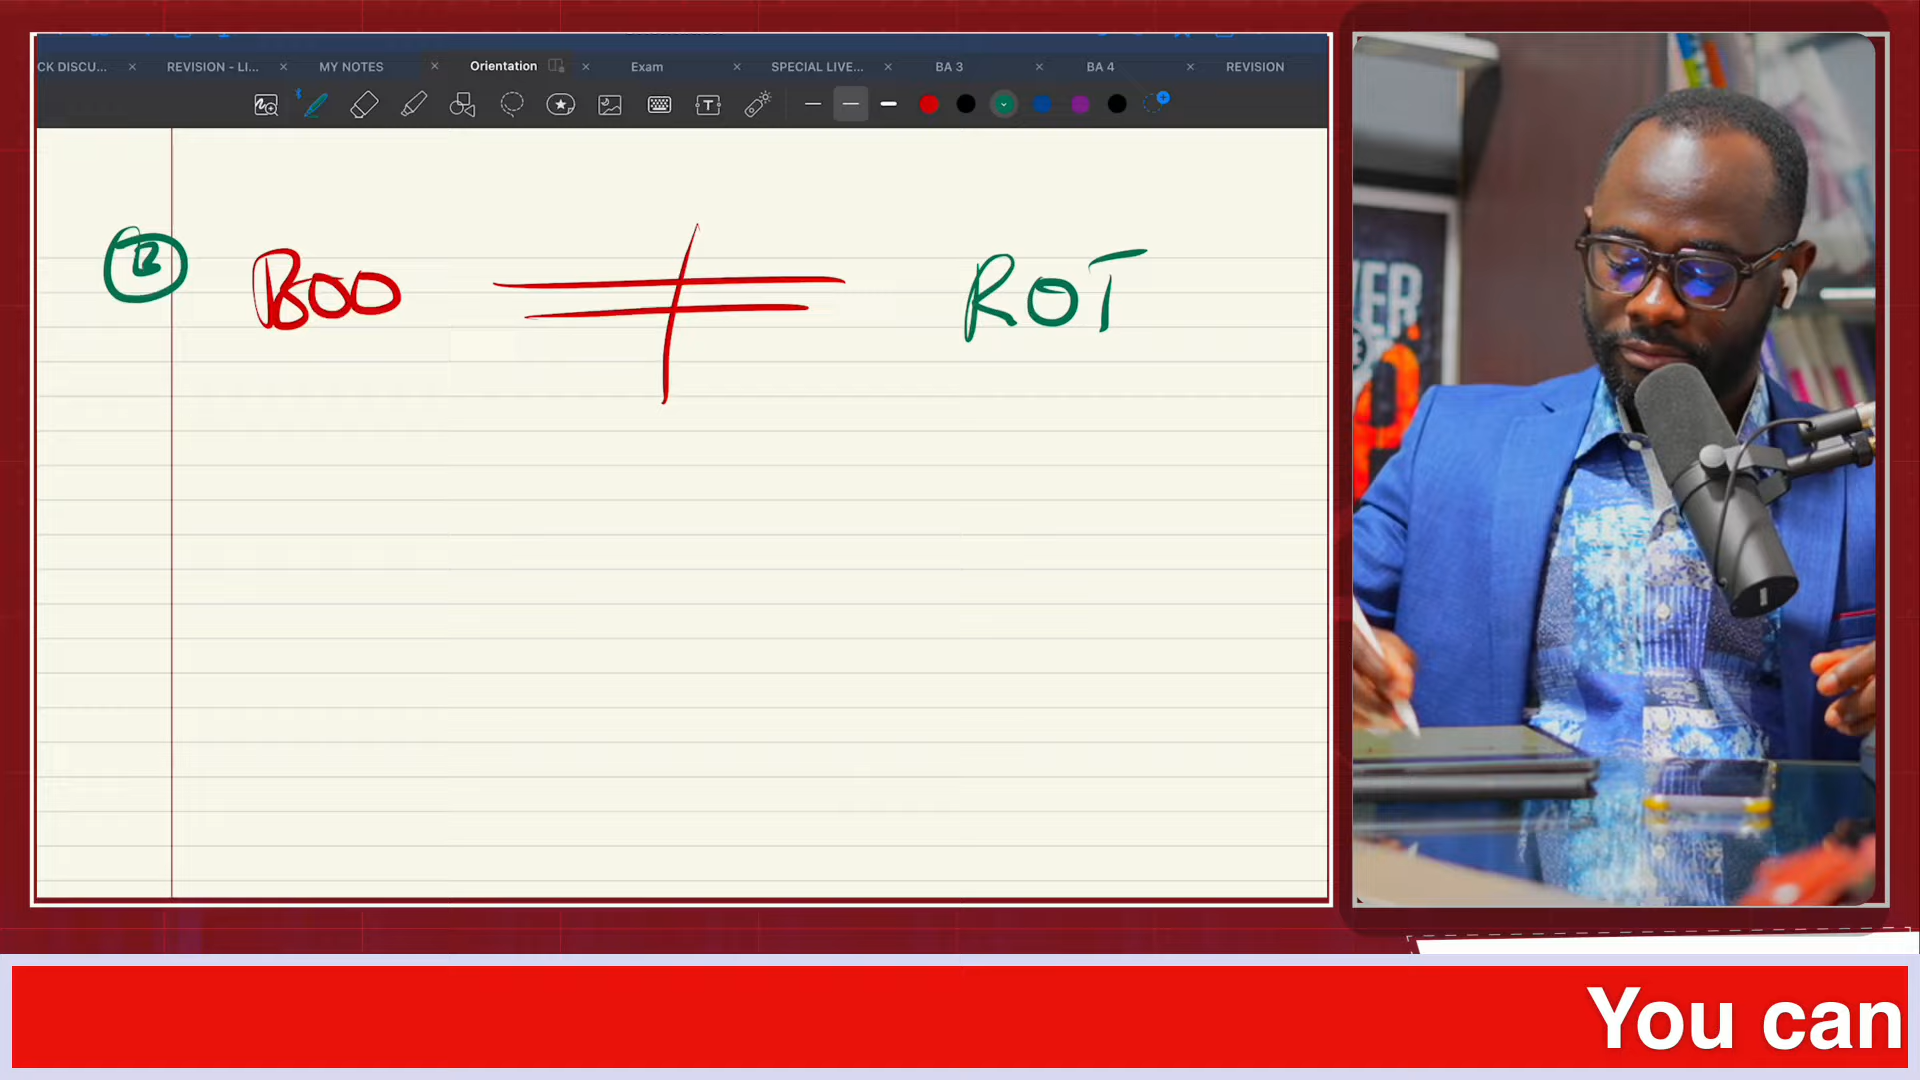 CK DISCU... REVISION - LI... MY NOTES Orientation Exam SPECIAL LIVE... BA 3 BA 4 REVISION
B BOO ≠ ROT
You can